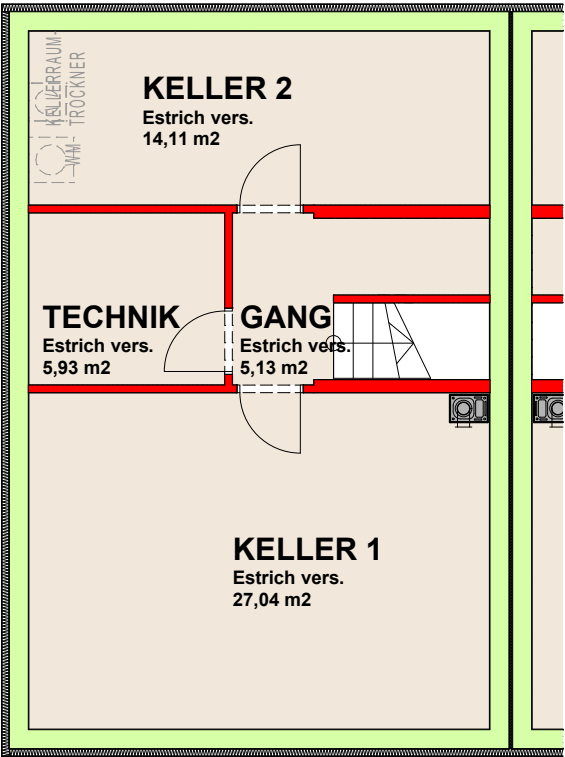 KELLERRAUM-
TROCKNER
WM-
KELLER 2
Estrich vers.
14,11 m2
TECHNIK
Estrich vers.
5,93 m2
GANG
Estrich vers.
5,13 m2
KELLER 1
Estrich vers.
27,04 m2